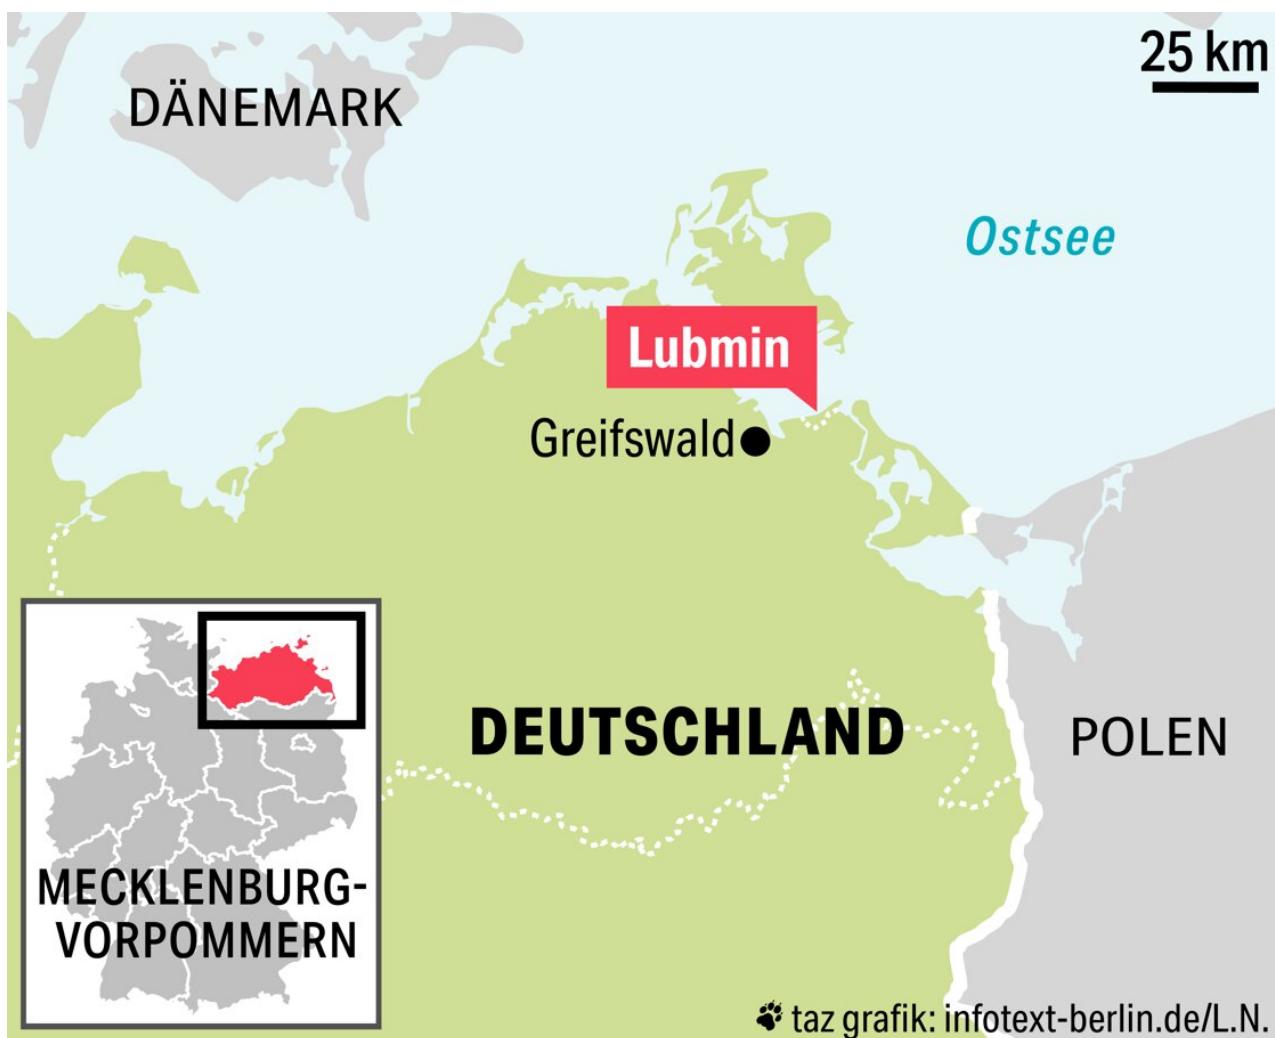 25 km
DÄNEMARK
Ostsee
Lubmin
Greifswald
DEUTSCHLAND
POLEN
MECKLENBURG-
VORPOMMERN
taz grafik: infotext-berlin.de/L.N.